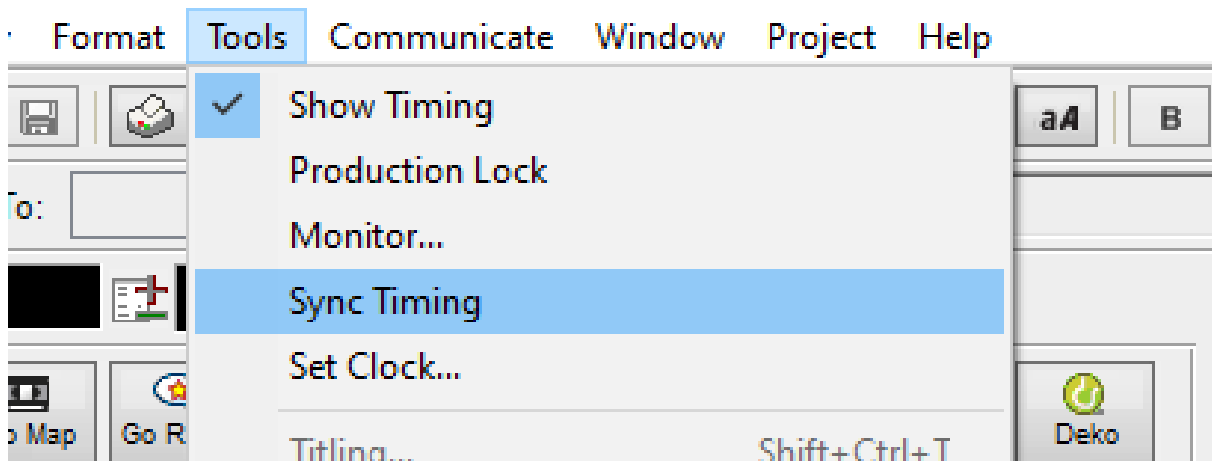 Format Tools Communicate Window Project Help
Show Timing
aA B
Production Lock
To:
Monitor...
Sync Timing
Set Clock...
Map Go R Deko
Titling... Shift+Ctrl+T